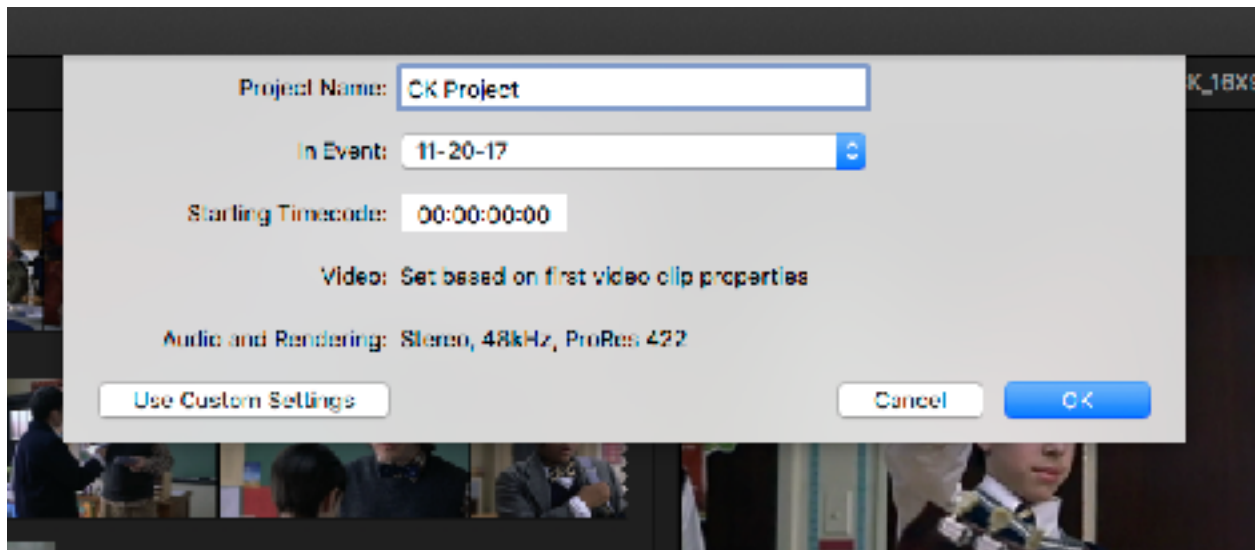 Project Name: CK Project
K_16X9
In Event: 11-20-17
Starting Timecode: 00:00:00:00
Video: Set based on first video clip properties
Audio and Rendering: Stereo, 48kHz, ProRes 422
Use Custom Settings
Cancel
OK